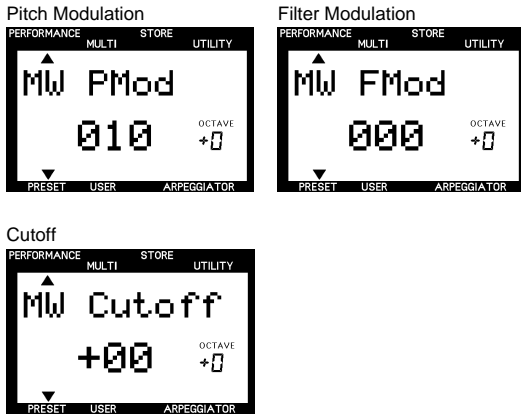 Pitch Modulation
PERFORMANCE STORE
MULTI UTILITY
MW PMod
010
OCTAVE
+0
PRESET USER ARPEGGIATOR
Filter Modulation
PERFORMANCE STORE
MULTI UTILITY
MW FMod
000
OCTAVE
+0
PRESET USER ARPEGGIATOR
Cutoff
PERFORMANCE STORE
MULTI UTILITY
MW Cutoff
+00
OCTAVE
+0
PRESET USER ARPEGGIATOR